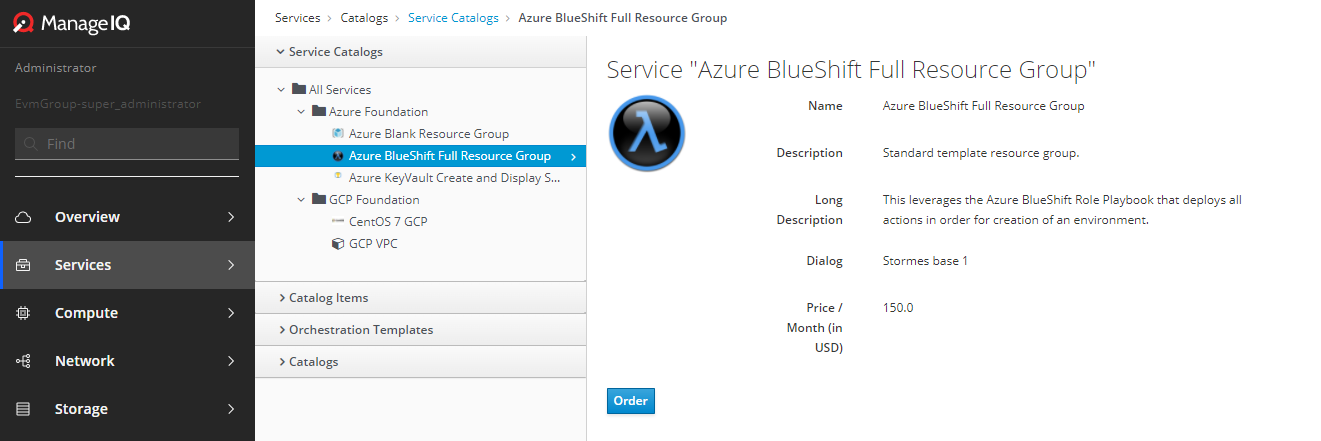 ManageIQ
Administrator
EvmGroup-super_administrator
Find
Overview
Services
Compute
Network
Storage
Services > Catalogs > Service Catalogs > Azure BlueShift Full Resource Group
Service Catalogs
All Services
Azure Foundation
Azure Blank Resource Group
Azure BlueShift Full Resource Group
Azure KeyVault Create and Display S...
GCP Foundation
CentOS 7 GCP
GCP VPC
Catalog Items
Orchestration Templates
Catalogs
Service "Azure BlueShift Full Resource Group"
Name Azure BlueShift Full Resource Group
Description Standard template resource group.
Long This leverages the Azure BlueShift Role Playbook that deploys all
Description actions in order for creation of an environment.
Dialog Stormes base 1
Price / 150.0
Month (in
USD)
Order